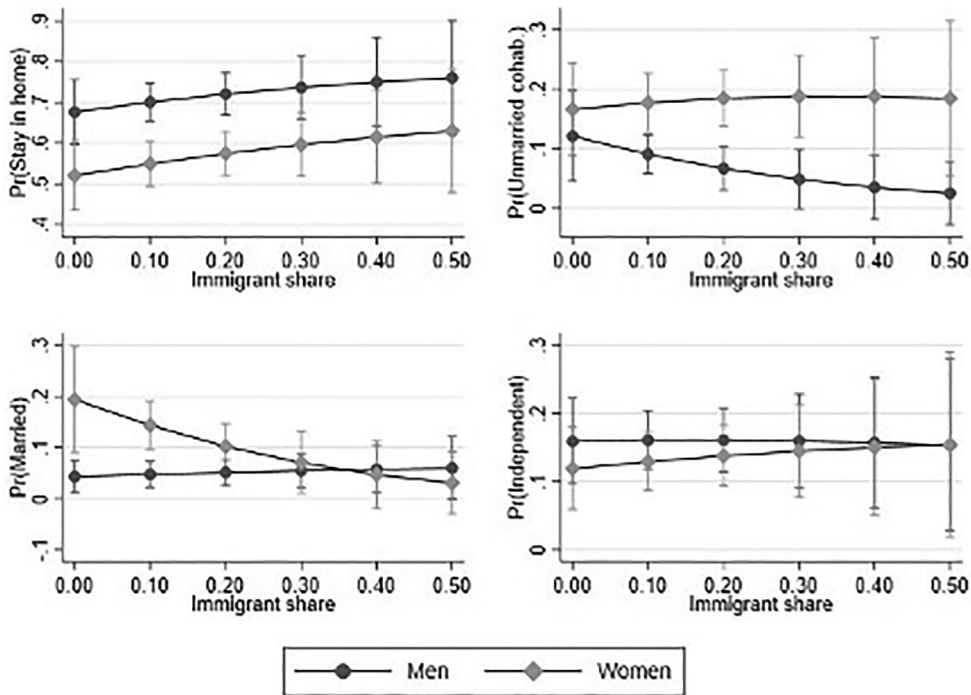 Pr(Stay in home)
.9
.8
.7
.6
.5
.4
0.00 0.10 0.20 0.30 0.40 0.50
Immigrant share
Pr(Unmarried cohab.)
.3
.2
.1
0
0.00 0.10 0.20 0.30 0.40 0.50
Immigrant share
Pr(Married)
.3
.2
.1
0
-.1
0.00 0.10 0.20 0.30 0.40 0.50
Immigrant share
Pr(Independent)
.3
.2
.1
0
0.00 0.10 0.20 0.30 0.40 0.50
Immigrant share
Men Women